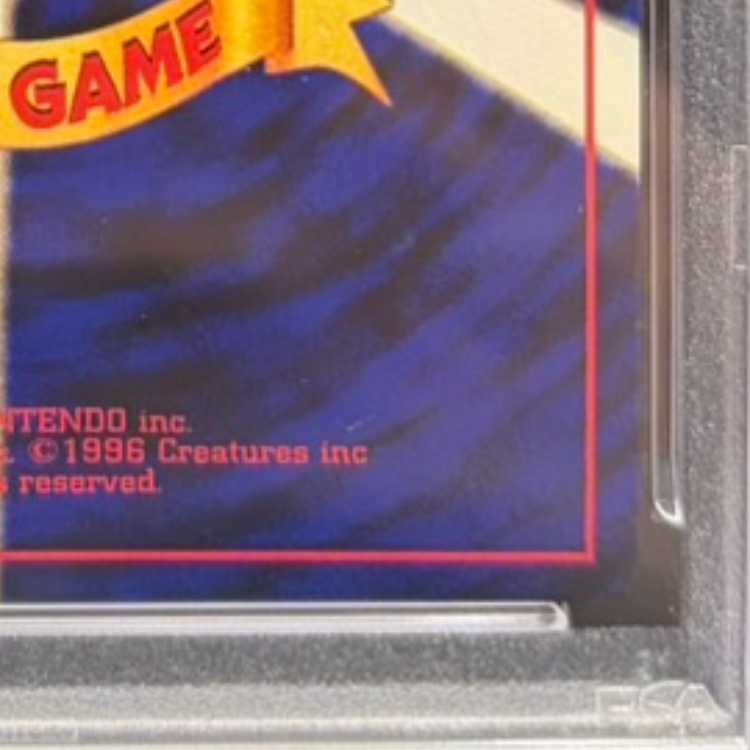 GAME
NTENDO inc.
©1996 Creatures inc
s reserved.
PSA